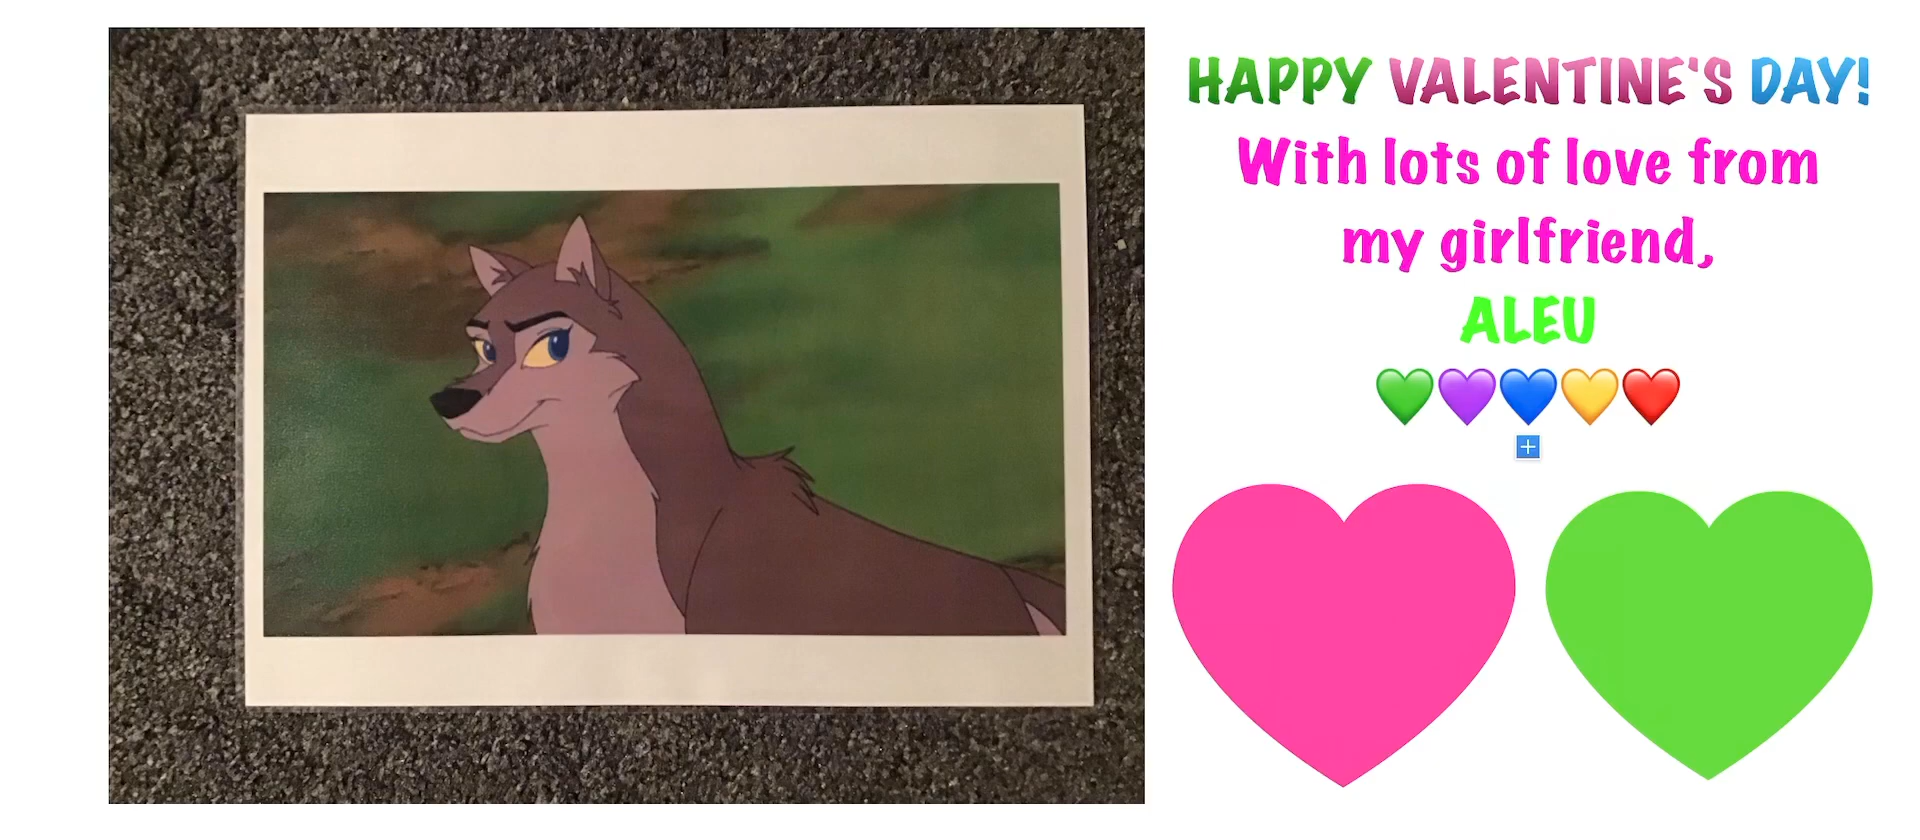 HAPPY VALENTINE'S DAY!
With lots of love from
my girlfriend,
ALEU